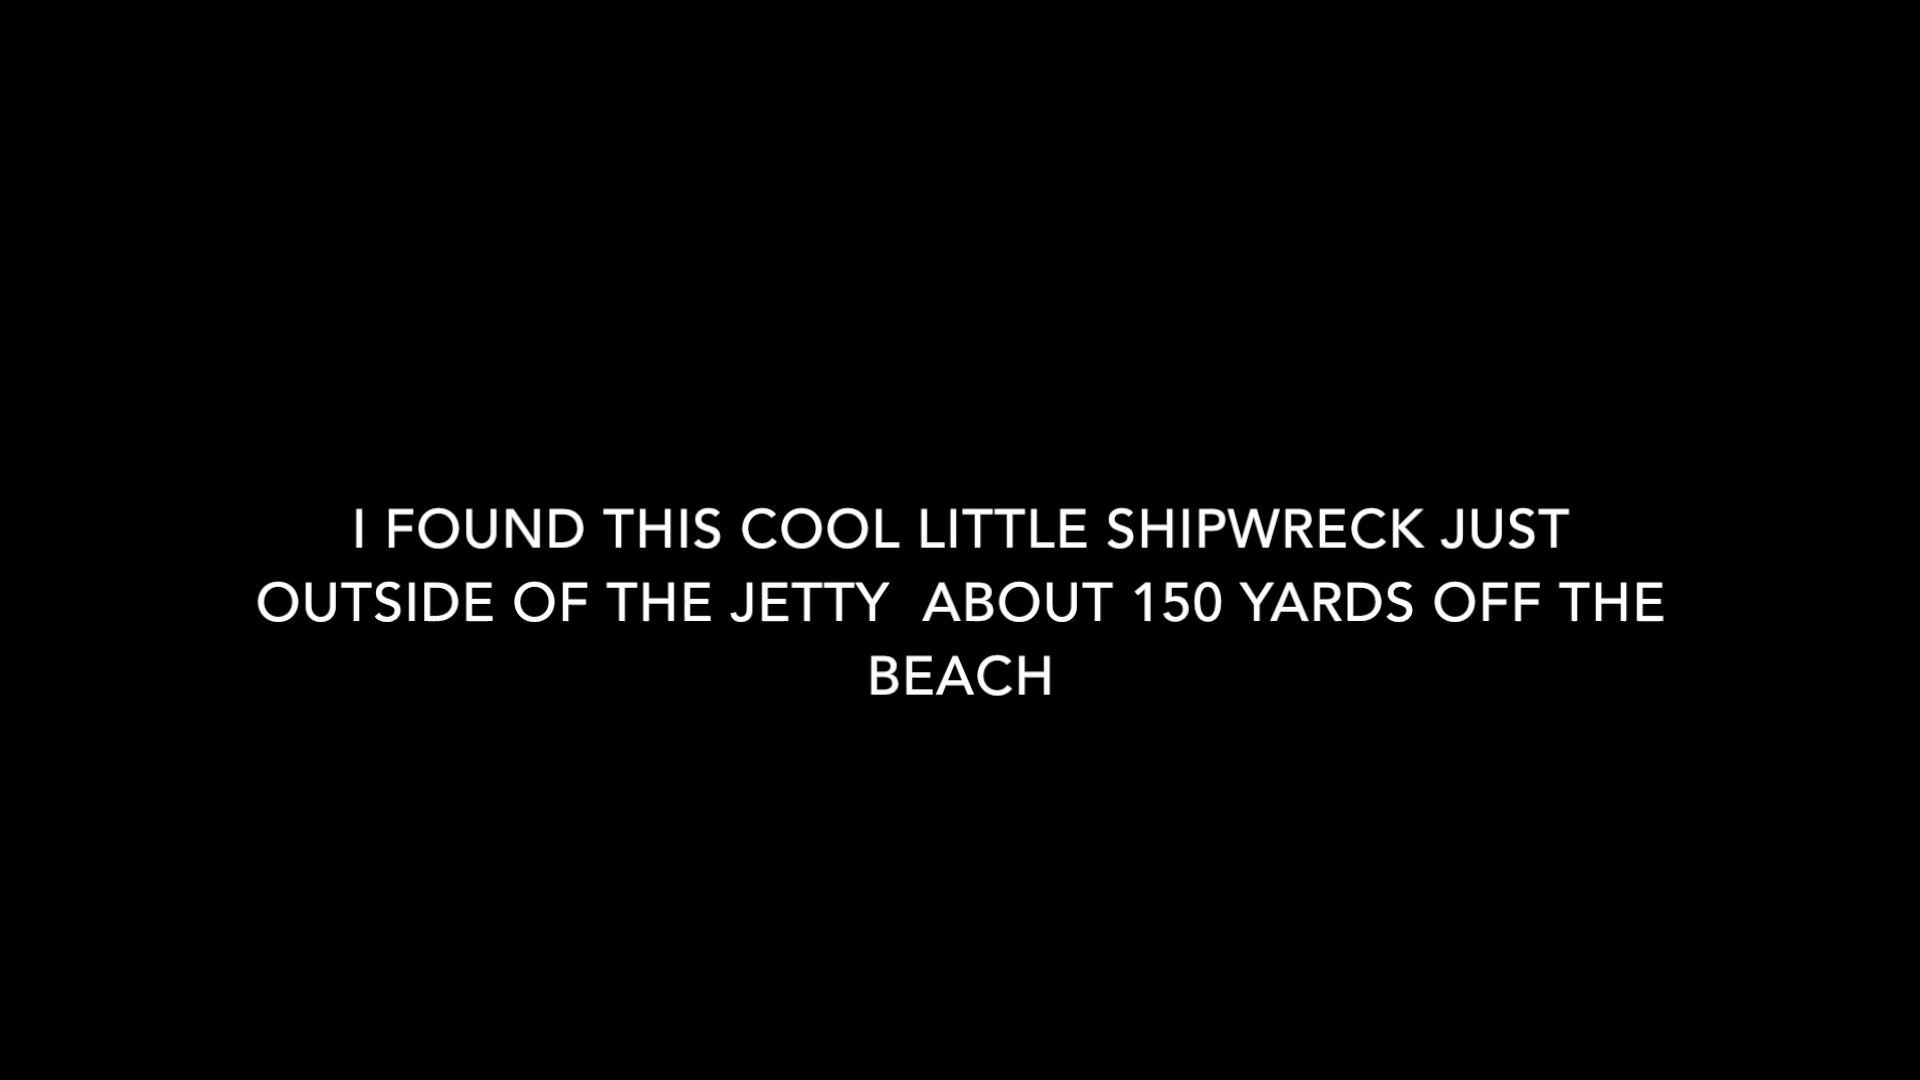 I FOUND THIS COOL LITTLE SHIPWRECK JUST
OUTSIDE OF THE JETTY  ABOUT 150 YARDS OFF THE
BEACH